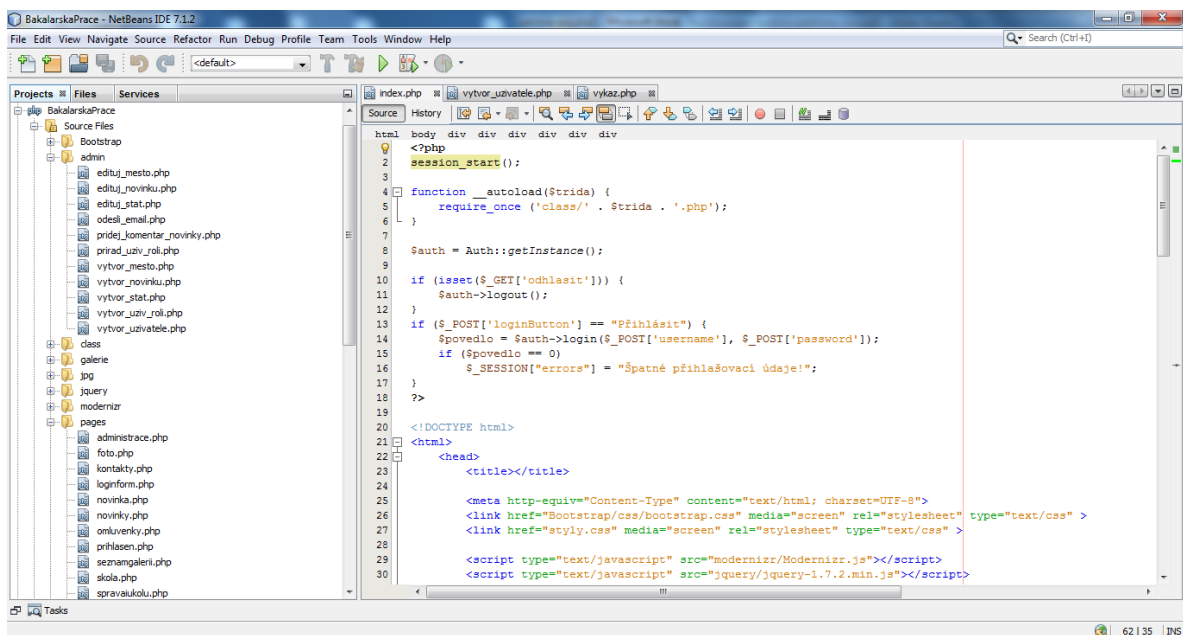 BakalarskaPrace - NetBeans IDE 7.1.2
File Edit View Navigate Source Refactor Run Debug Profile Team Tools Window Help
Search (Ctrl+I)
<default>
Projects Files Services
index.php vytvor_uzivatele.php vykaz.php
Source History
html body div div div div div div
BakalarskaPrace
Source Files
Bootstrap
admin
edituj_mesto.php
edituj_novinku.php
edituj_stat.php
odesli_email.php
pridej_komentar_novinky.php
prirad_uziv_roli.php
vytvor_mesto.php
vytvor_novinku.php
vytvor_stat.php
vytvor_uziv_roli.php
vytvor_uzivatele.php
class
galerie
jpg
jquery
modernizr
pages
administrace.php
foto.php
kontakty.php
loginform.php
novinka.php
novinky.php
omluvenky.php
prihlasen.php
seznamgalerii.php
skola.php
spravaiukolu.php
<?php
2 session_start();
3
4 function __autoload($trida) {
5 require_once ('class/' . $trida . '.php');
6 }
7
8 $auth = Auth::getInstance();
9
10 if (isset($_GET['odhlasit'])) {
11 $auth->logout();
12 }
13 if ($_POST['loginButton'] == "Přihlásit") {
14 $povedlo = $auth->login($_POST['username'], $_POST['password']);
15 if ($povedlo == 0)
16 $_SESSION["errors"] = "Špatné přihlašovací údaje!";
17 }
18 ?>
19
20 <!DOCTYPE html>
21 <html>
22 <head>
23 <title></title>
24
25 <meta http-equiv="Content-Type" content="text/html; charset=UTF-8">
26 <link href="Bootstrap/css/bootstrap.css" media="screen" rel="stylesheet" type="text/css" >
27 <link href="styly.css" media="screen" rel="stylesheet" type="text/css" >
28
29 <script type="text/javascript" src="modernizr/Modernizr.js"></script>
30 <script type="text/javascript" src="jquery/jquery-1.7.2.min.js"></script>
Tasks
62 | 35 INS